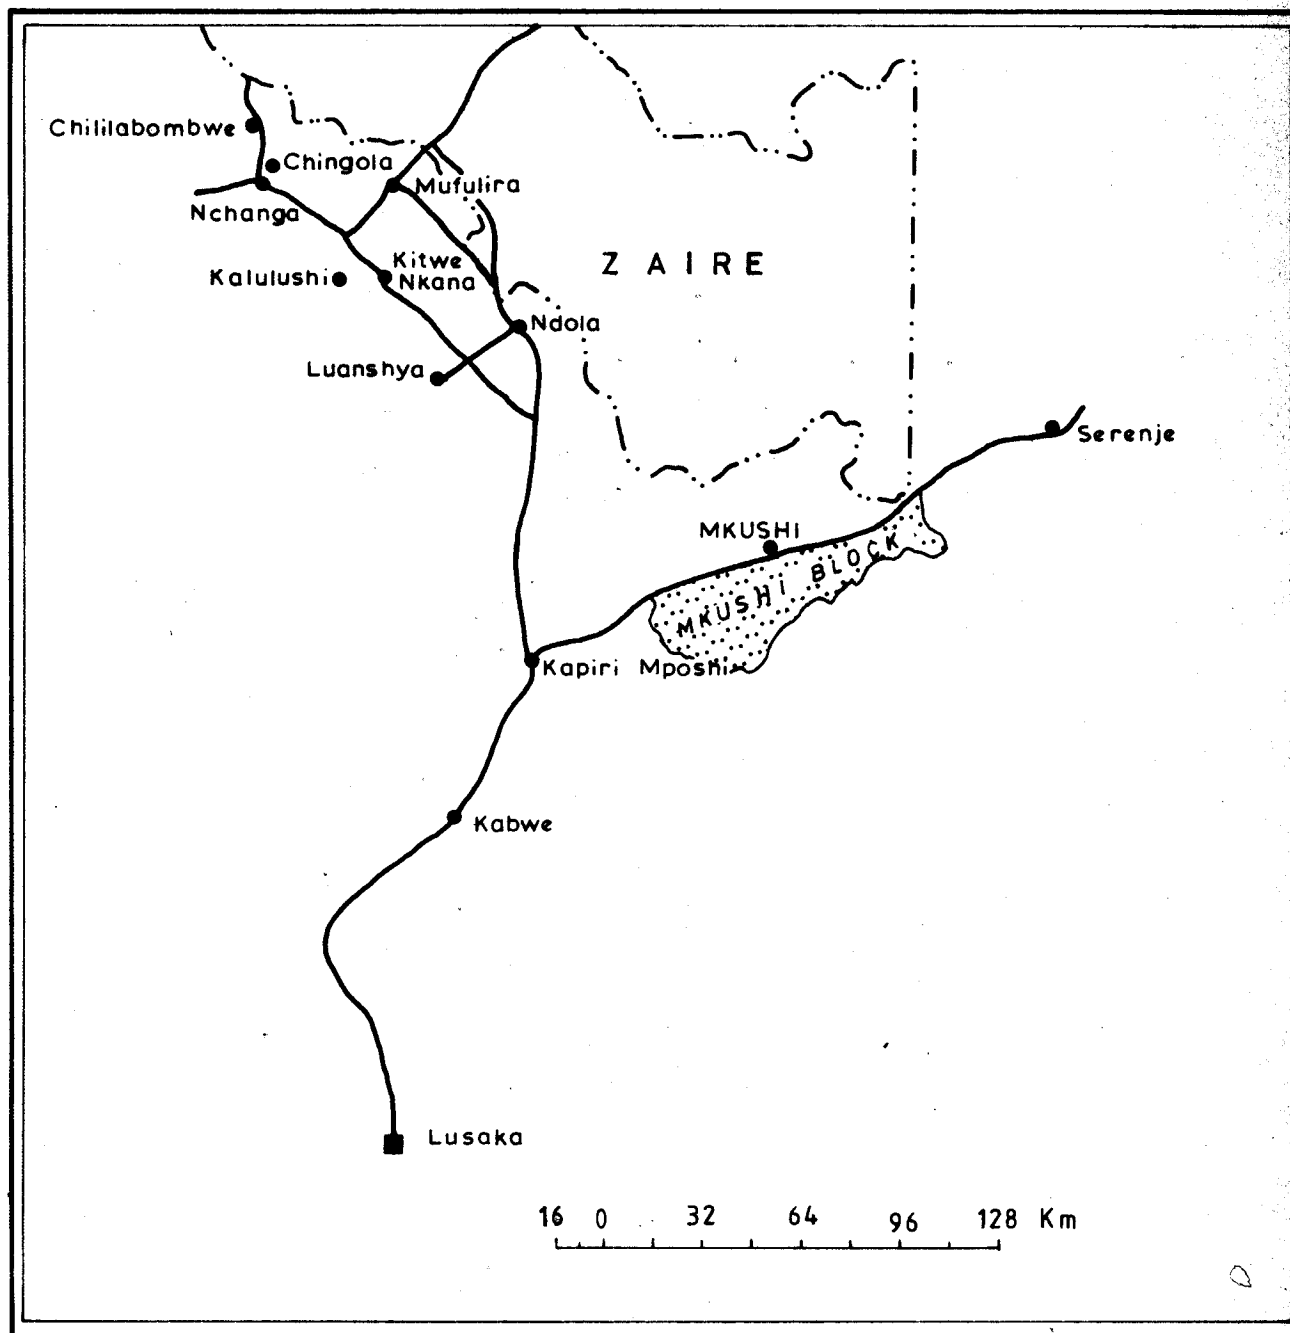 Chililabombwe
Chingola
Mufulira
Nchanga
Kitwe
Nkana
Kalulushi
ZAIRE
Ndola
Luanshya
Serenje
MKUSHI
MKUSHI BLOCK
Kapiri Mposhi
Kabwe
Lusaka
16 0 32 64 96 128 Km